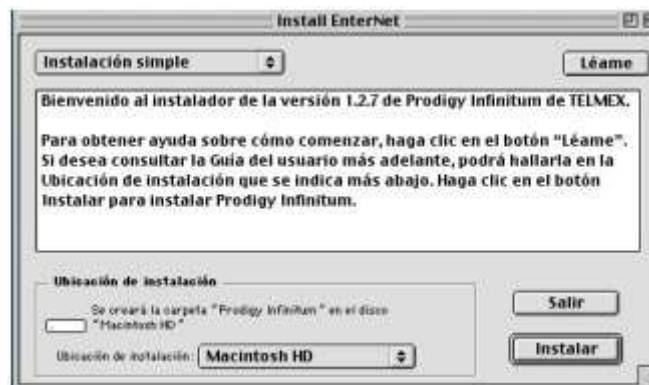 Install EnterNet
Instalación simple
Léame
Bienvenido al instalador de la versión 1.2.7 de Prodigy Infinitum de TELMEX.
Para obtener ayuda sobre cómo comenzar, haga clic en el botón “Léame”.
Si desea consultar la Guía del usuario más adelante, podrá hallarla en la
Ubicación de instalación que se indica más abajo. Haga clic en el botón
Instalar para instalar Prodigy Infinitum.
Ubicación de instalación
Se creará la carpeta "Prodigy Infinitum" en el disco
"Macintosh HD"
Ubicación de instalación: Macintosh HD
Salir
Instalar